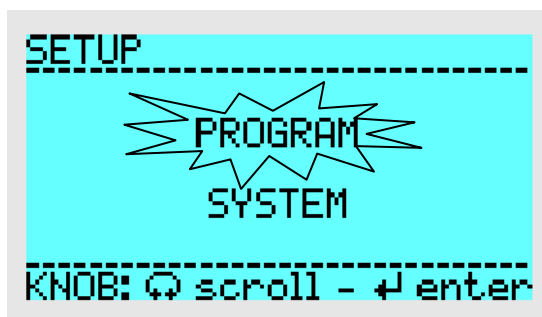 SETUP
PROGRAM
SYSTEM
KNOB: ↻ scroll - ↵ enter